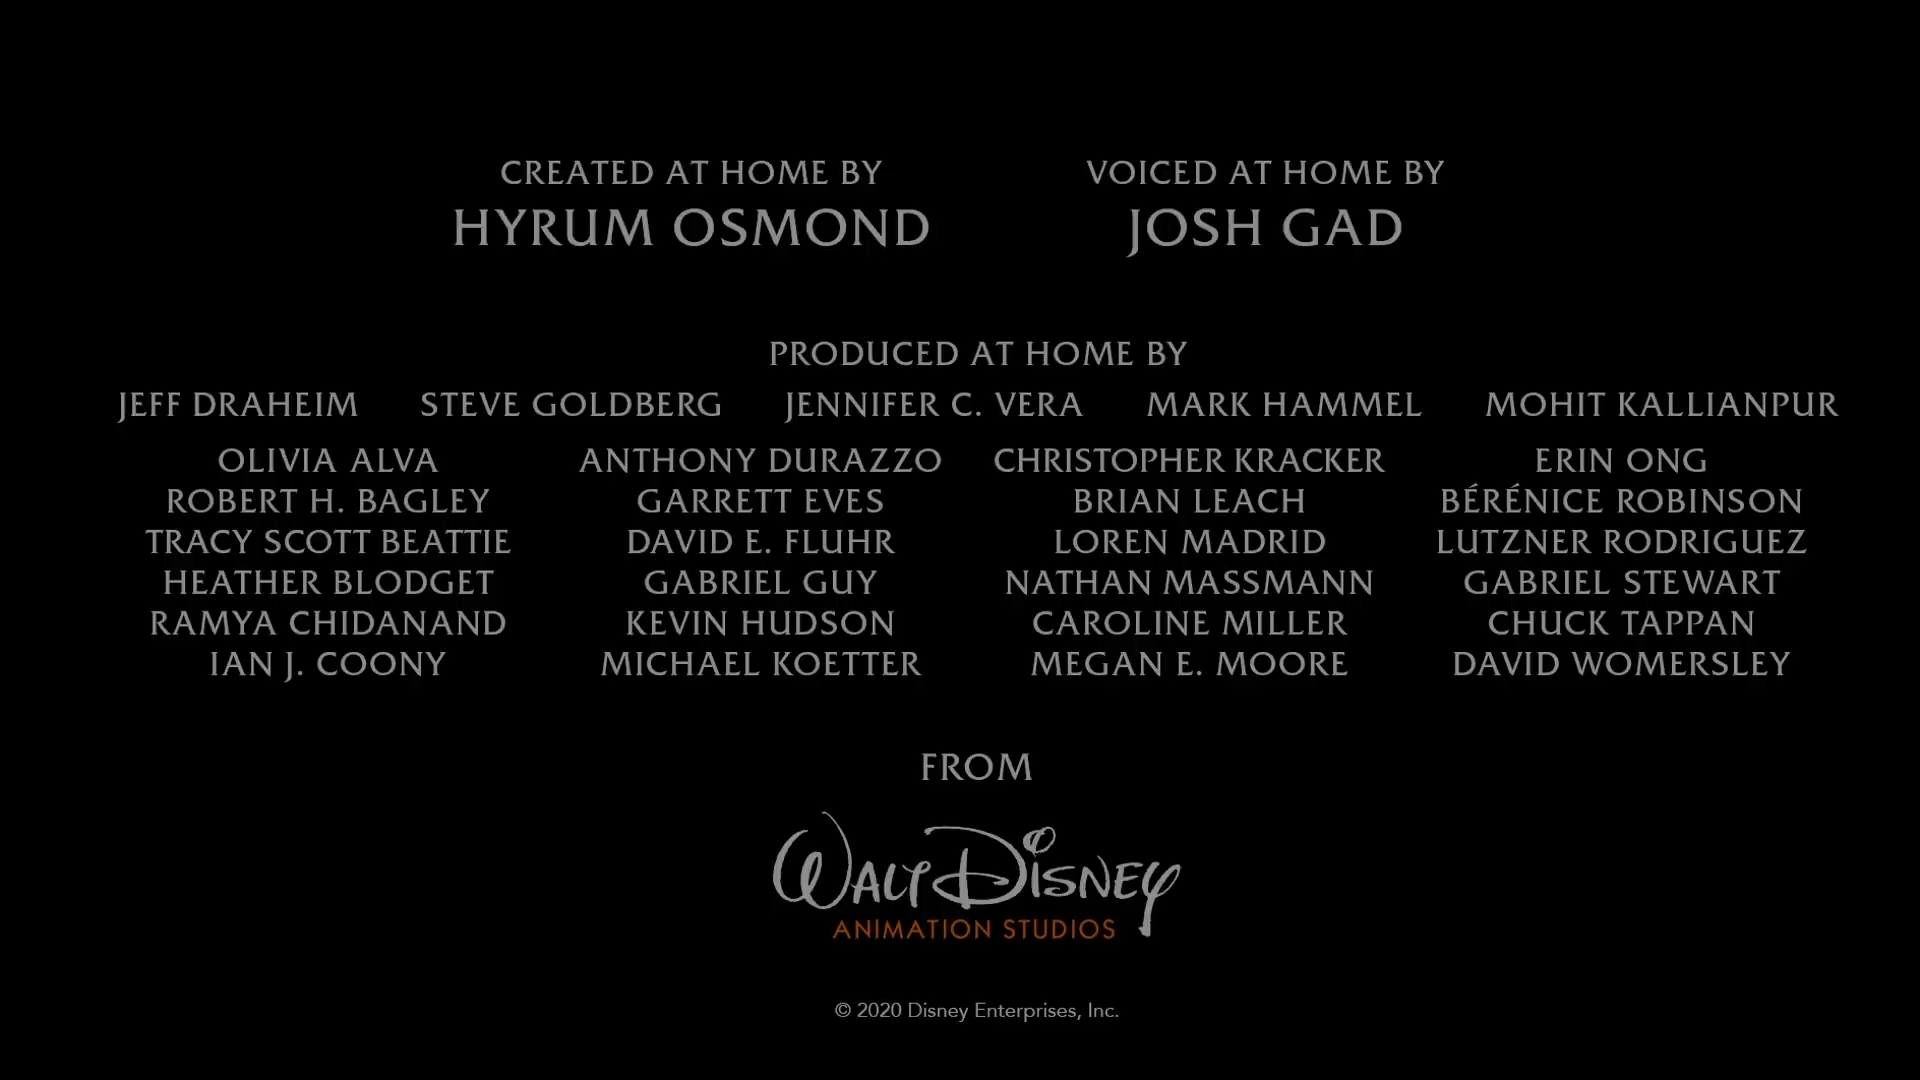 CREATED AT HOME BY VOICED AT HOME BY
HYRUM OSMOND JOSH GAD
PRODUCED AT HOME BY
JEFF DRAHEIM STEVE GOLDBERG JENNIFER C. VERA MARK HAMMEL MOHIT KALLIANPUR
OLIVIA ALVA ANTHONY DURAZZO CHRISTOPHER KRACKER ERIN ONG
ROBERT H. BAGLEY GARRETT EVES BRIAN LEACH BÉRÉNICE ROBINSON
TRACY SCOTT BEATTIE DAVID E. FLUHR LOREN MADRID LUTZNER RODRIGUEZ
HEATHER BLODGET GABRIEL GUY NATHAN MASSMANN GABRIEL STEWART
RAMYA CHIDANAND KEVIN HUDSON CAROLINE MILLER CHUCK TAPPAN
IAN J. COONY MICHAEL KOETTER MEGAN E. MOORE DAVID WOMERSLEY
FROM
WALT DISNEY
ANIMATION STUDIOS
© 2020 Disney Enterprises, Inc.